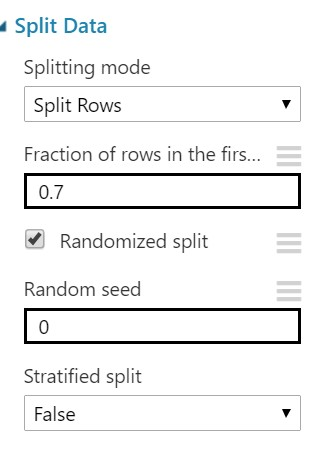 Split Data
Splitting mode
Split Rows
Fraction of rows in the firs...
0.7
Randomized split
Random seed
0
Stratified split
False